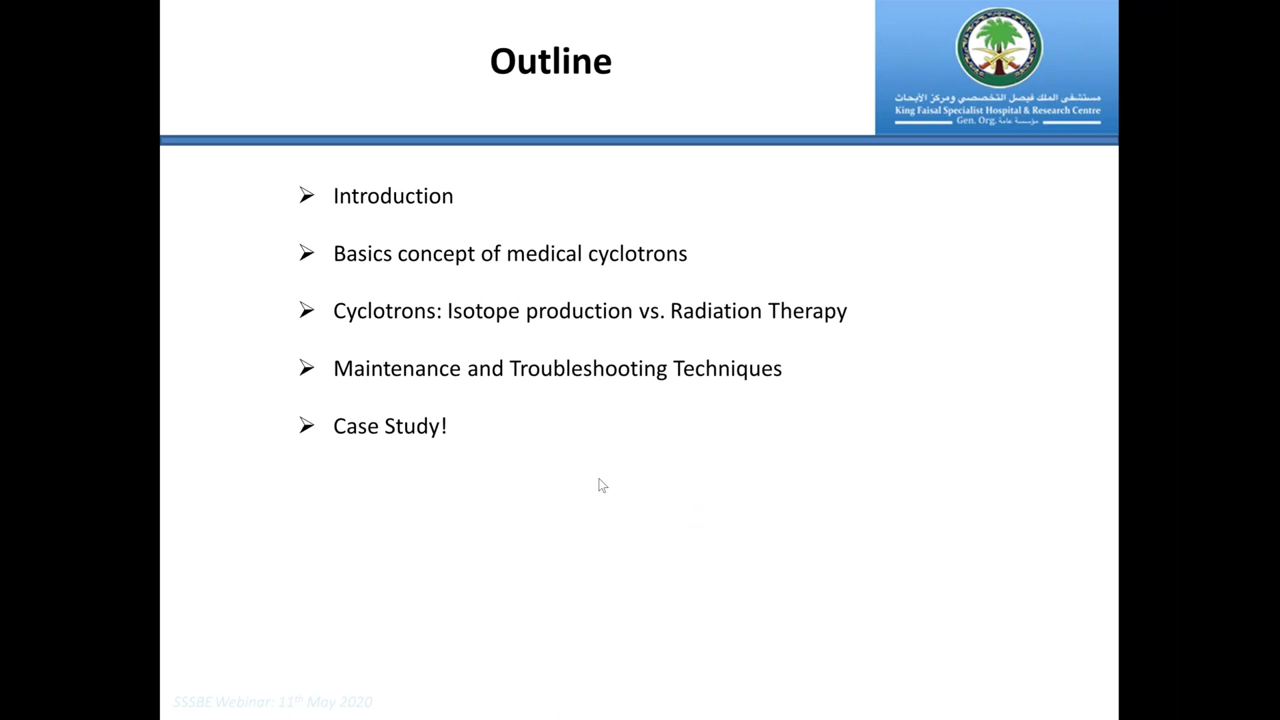 Outline
مستشفى الملك فيصل التخصصي ومركز الأبحاث
King Faisal Specialist Hospital & Research Centre
Gen. Org. مؤسسة عامة
Introduction
Basics concept of medical cyclotrons
Cyclotrons: Isotope production vs. Radiation Therapy
Maintenance and Troubleshooting Techniques
Case Study!
SSSBE Webinar: 11th May 2020